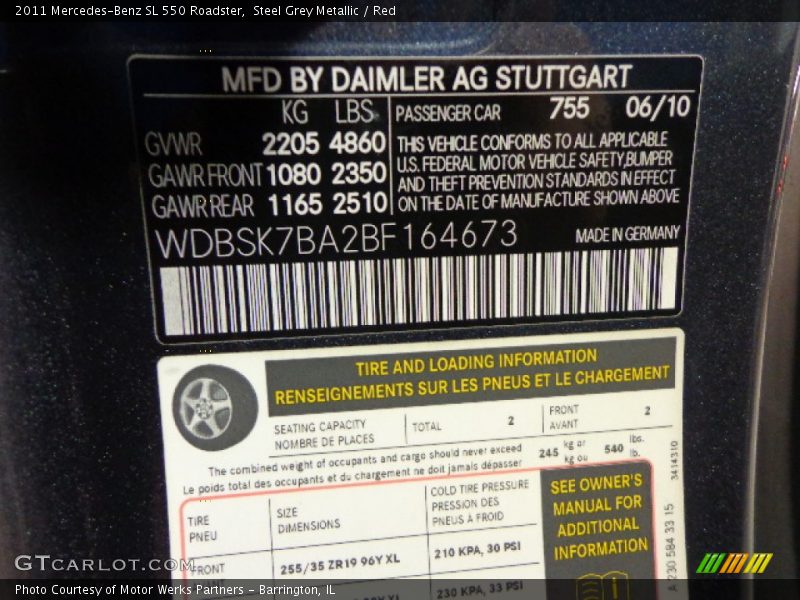 2011 Mercedes-Benz SL 550 Roadster,  Steel Grey Metallic / Red
MFD BY DAIMLER AG STUTTGART
KG LBS PASSENGER CAR 755 06/10
GVWR 2205 4860
GAWR FRONT 1080 2350
GAWR REAR 1165 2510
THIS VEHICLE CONFORMS TO ALL APPLICABLE
U.S. FEDERAL MOTOR VEHICLE SAFETY,BUMPER
AND THEFT PREVENTION STANDARDS IN EFFECT
ON THE DATE OF MANUFACTURE SHOWN ABOVE
WDBSK7BA2BF164673 MADE IN GERMANY
TIRE AND LOADING INFORMATION
RENSEIGNEMENTS SUR LES PNEUS ET LE CHARGEMENT
SEATING CAPACITY
NOMBRE DE PLACES
TOTAL 2
FRONT
AVANT
2
The combined weight of occupants and cargo should never exceed
Le poids total des occupants et du chargement ne doit jamais dépasser
245 kg or
kg ou
540 lbs.
lb.
TIRE
PNEU
SIZE
DIMENSIONS
COLD TIRE PRESSURE
PRESSION DES
PNEUS À FROID
SEE OWNER'S
MANUAL FOR
ADDITIONAL
INFORMATION
FRONT 255/35 ZR19 96Y XL 210 KPA, 30 PSI
230 KPA, 33 PSI
3414310
A 230 584 33 15
GTcarlot.com
Photo Courtesy of Motor Werks Partners - Barrington, IL